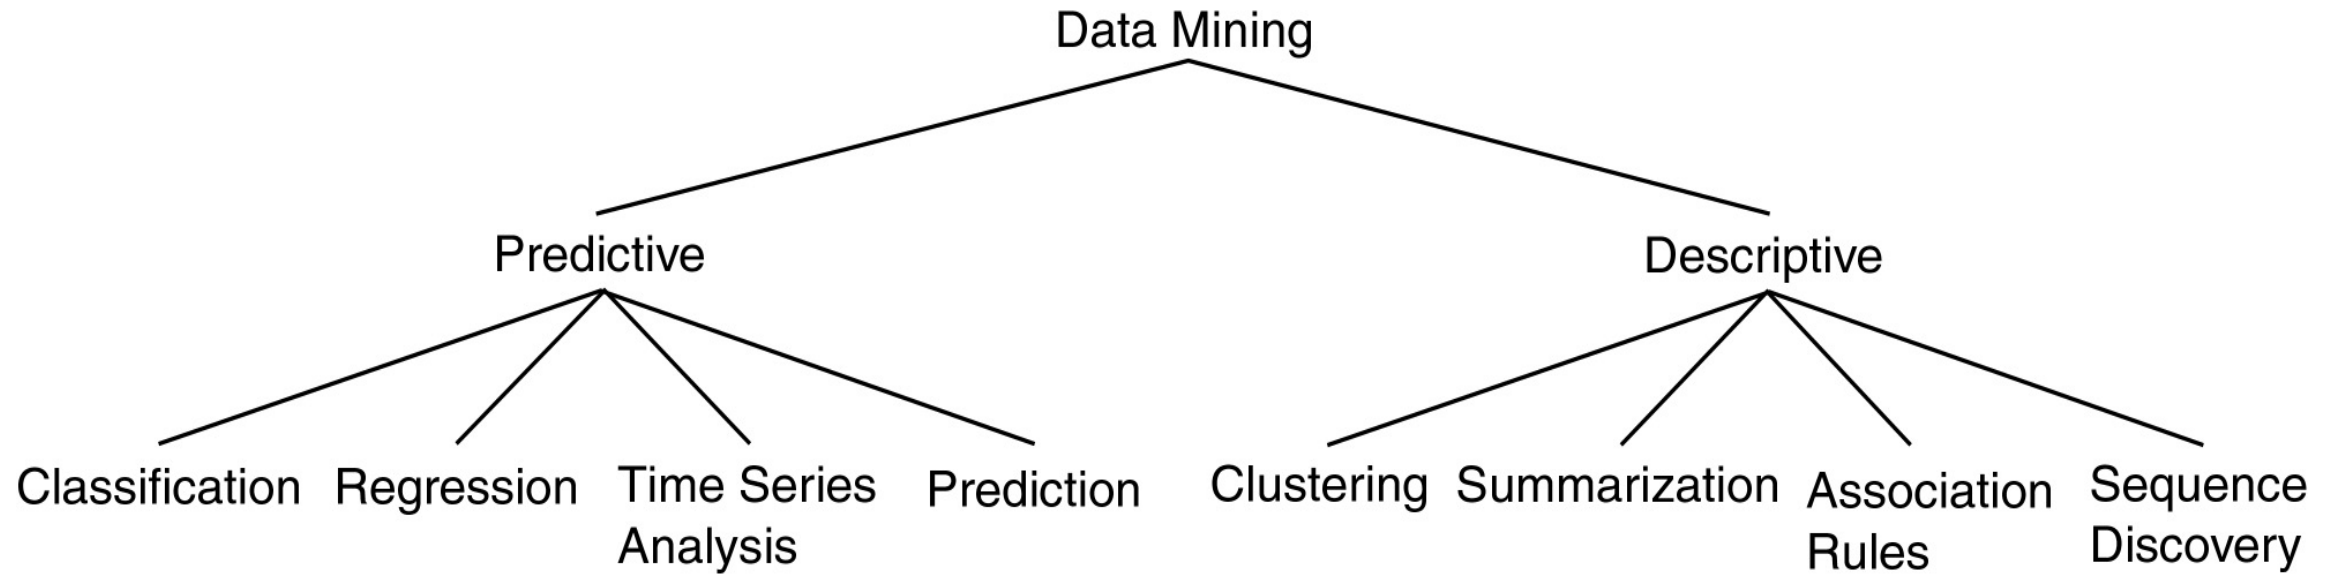 Data Mining
Predictive
Descriptive
Classification
Regression
Time Series
Analysis
Prediction
Clustering
Summarization
Association
Rules
Sequence
Discovery